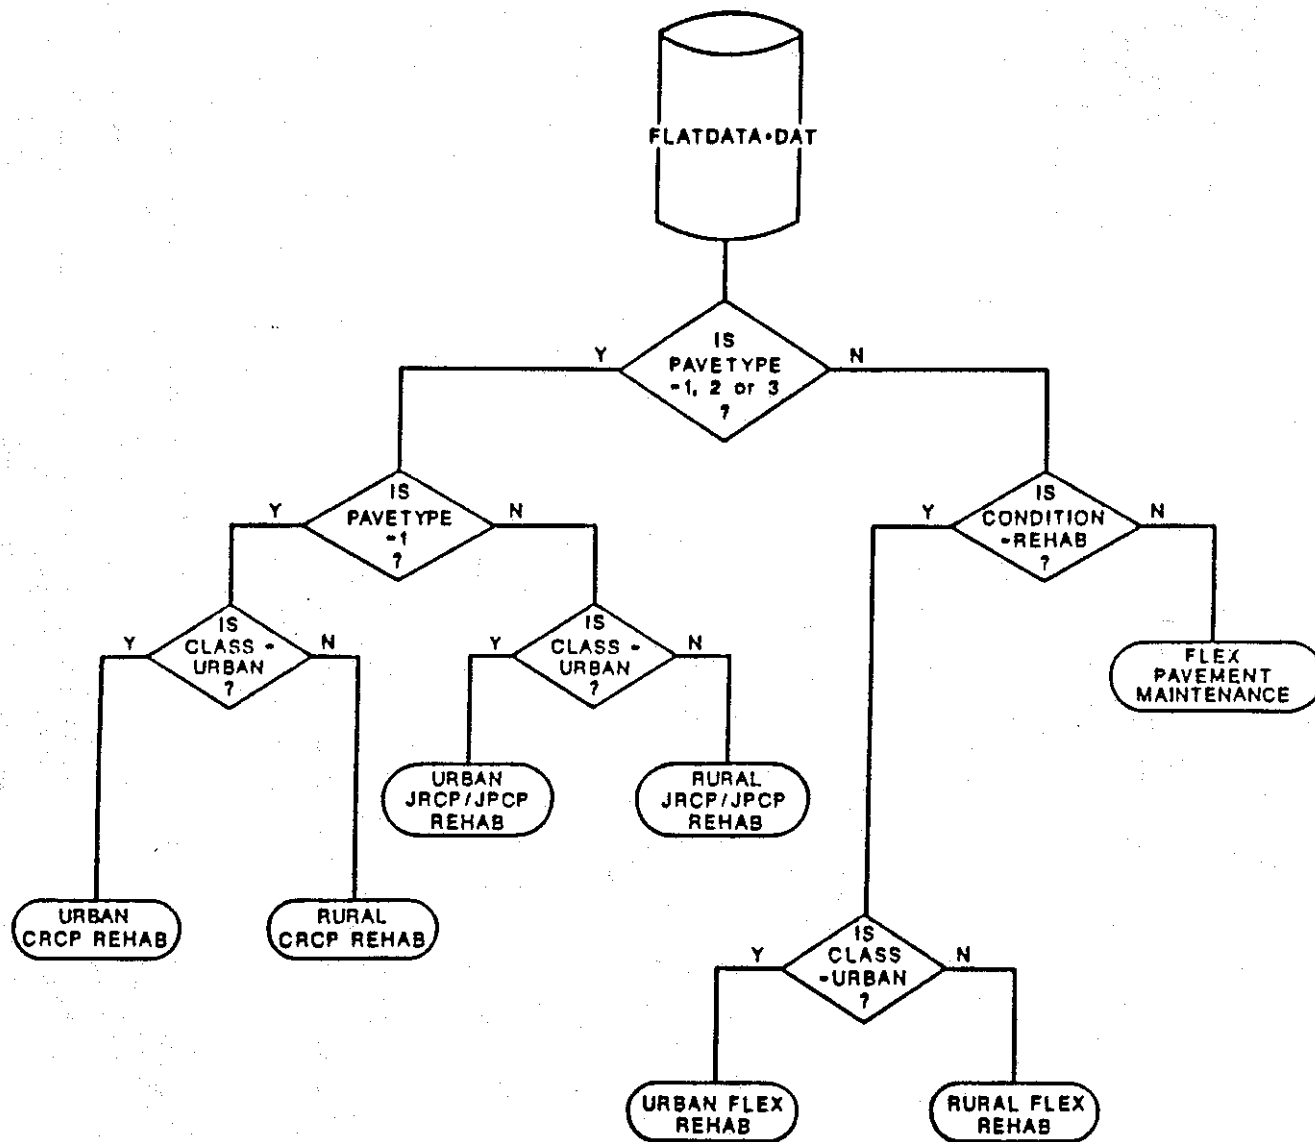 FLATDATA•DAT
IS
PAVETYPE
=1, 2 or 3
?
Y
N
IS
PAVETYPE
=1
?
Y
N
IS
CONDITION
=REHAB
?
Y
N
IS
CLASS =
URBAN
?
Y
N
IS
CLASS =
URBAN
?
Y
N
FLEX
PAVEMENT
MAINTENANCE
URBAN
JRCP/JPCP
REHAB
RURAL
JRCP/JPCP
REHAB
URBAN
CRCP REHAB
RURAL
CRCP REHAB
IS
CLASS
=URBAN
?
Y
N
URBAN FLEX
REHAB
RURAL FLEX
REHAB